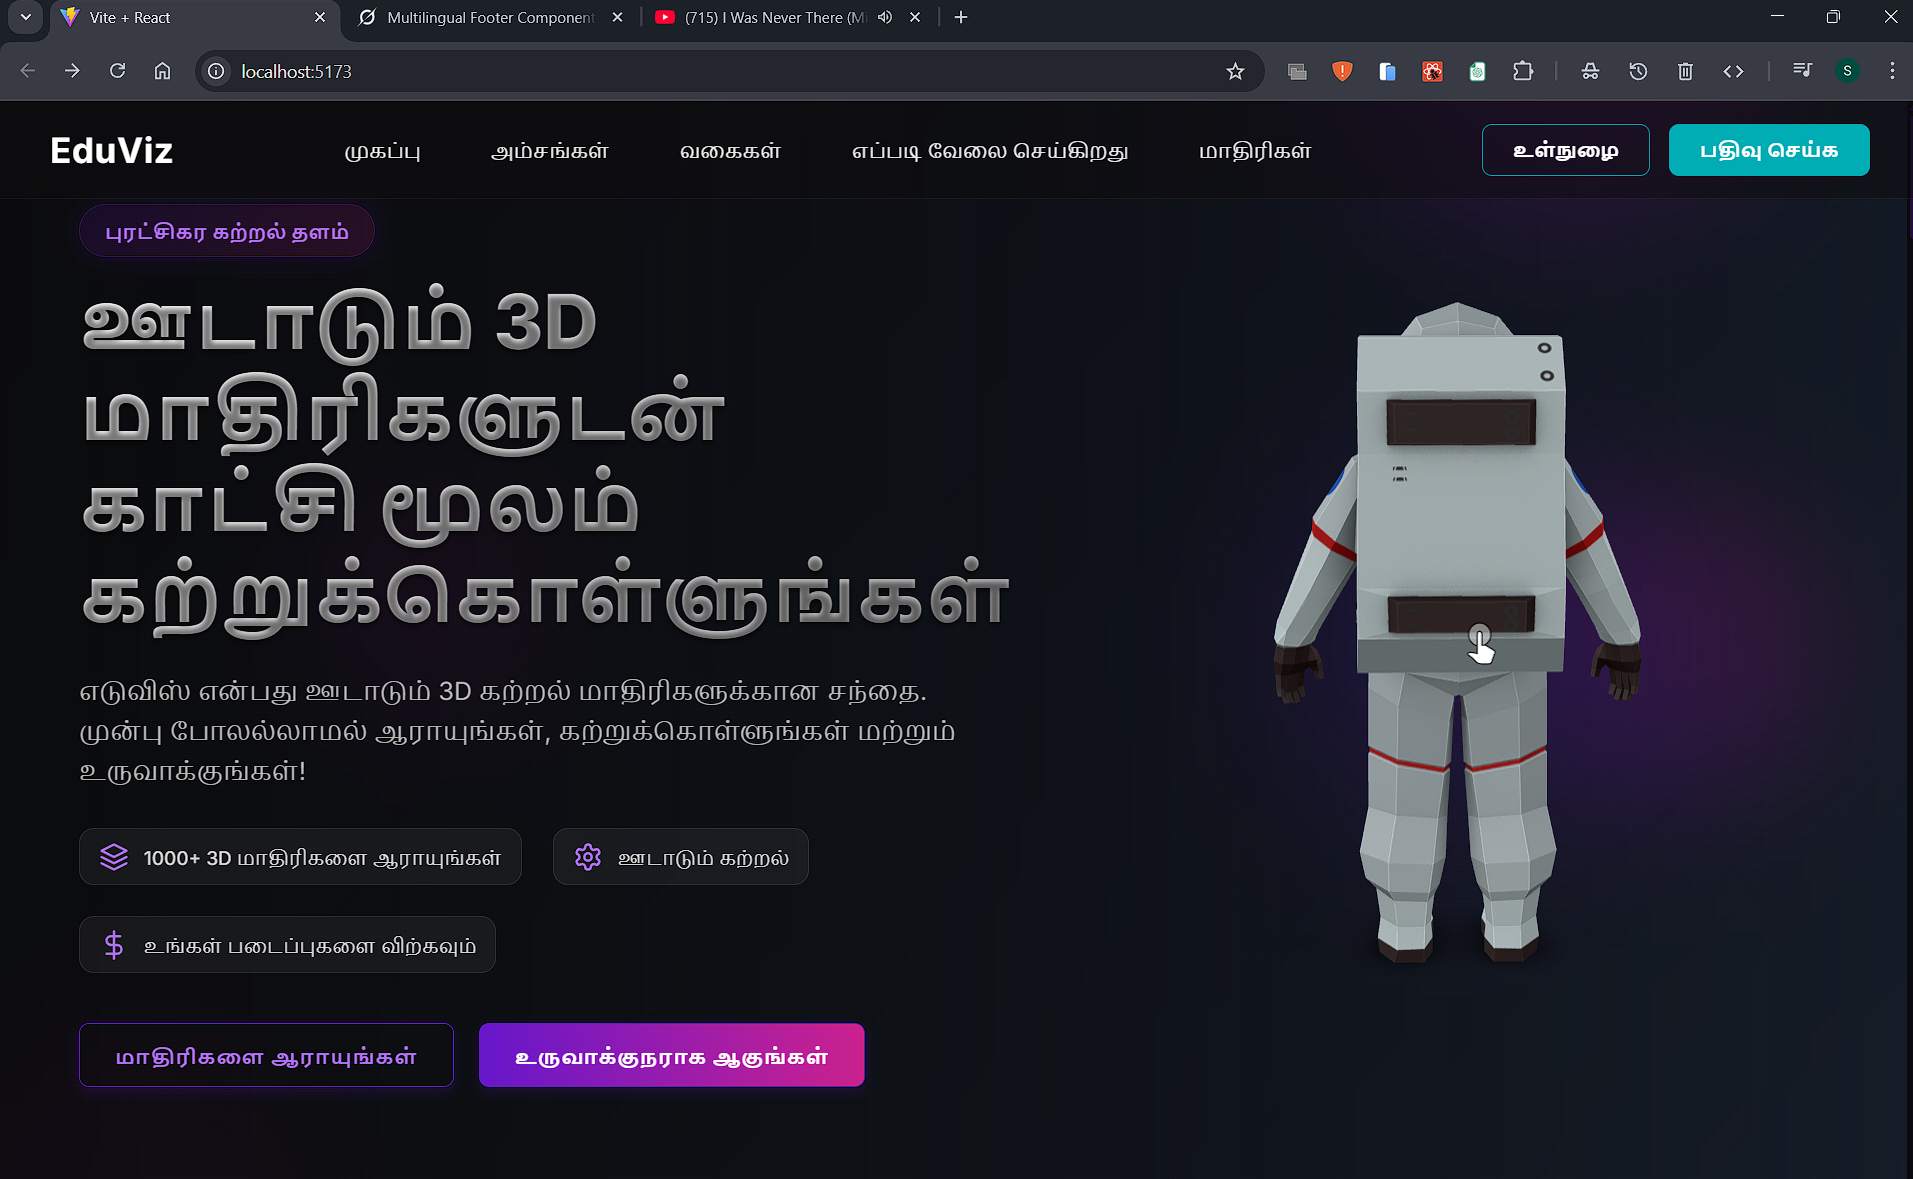 Vite + React
Multilingual Footer Component
(715) I Was Never There (Mi
localhost:5173
S
EduViz
முகப்பு
அம்சங்கள்
வகைகள்
எப்படி வேலை செய்கிறது
மாதிரிகள்
உள்நுழை
பதிவு செய்க
புரட்சிகர கற்றல் தளம்
ஊடாடும் 3D
மாதிரிகளுடன்
காட்சி மூலம்
கற்றுக்கொள்ளுங்கள்
எடுவிஸ் என்பது ஊடாடும் 3D கற்றல் மாதிரிகளுக்கான சந்தை.
முன்பு போலல்லாமல் ஆராயுங்கள், கற்றுக்கொள்ளுங்கள் மற்றும்
உருவாக்குங்கள்!
1000+ 3D மாதிரிகளை ஆராயுங்கள்
ஊடாடும் கற்றல்
உங்கள் படைப்புகளை விற்கவும்
மாதிரிகளை ஆராயுங்கள்
உருவாக்குநராக ஆகுங்கள்